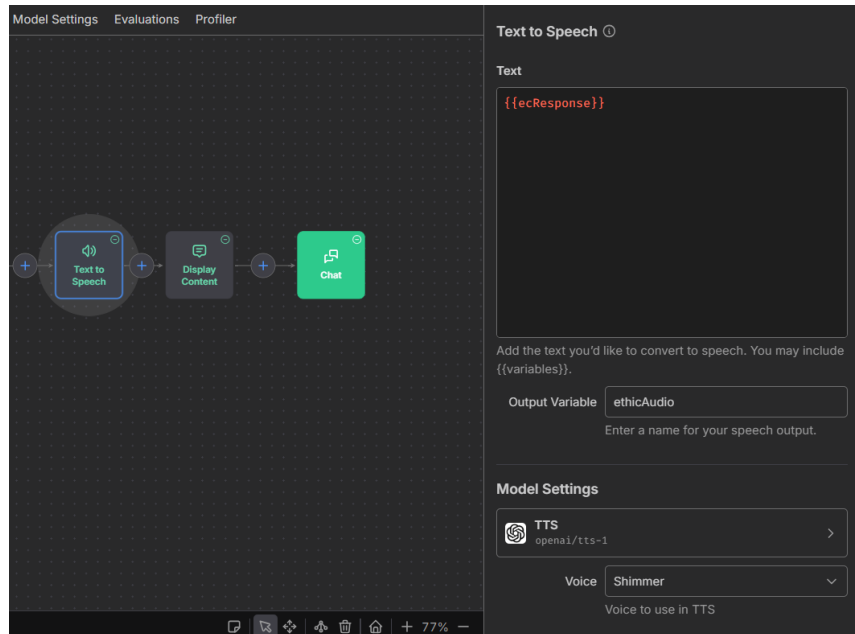 Model Settings Evaluations Profiler
Text to
Speech
Display
Content
Chat
77%
Text to Speech
Text
{{ecResponse}}
Add the text you'd like to convert to speech. You may include
{{variables}}.
Output Variable ethicAudio
Enter a name for your speech output.
Model Settings
TTS
openai/tts-1
Voice Shimmer
Voice to use in TTS